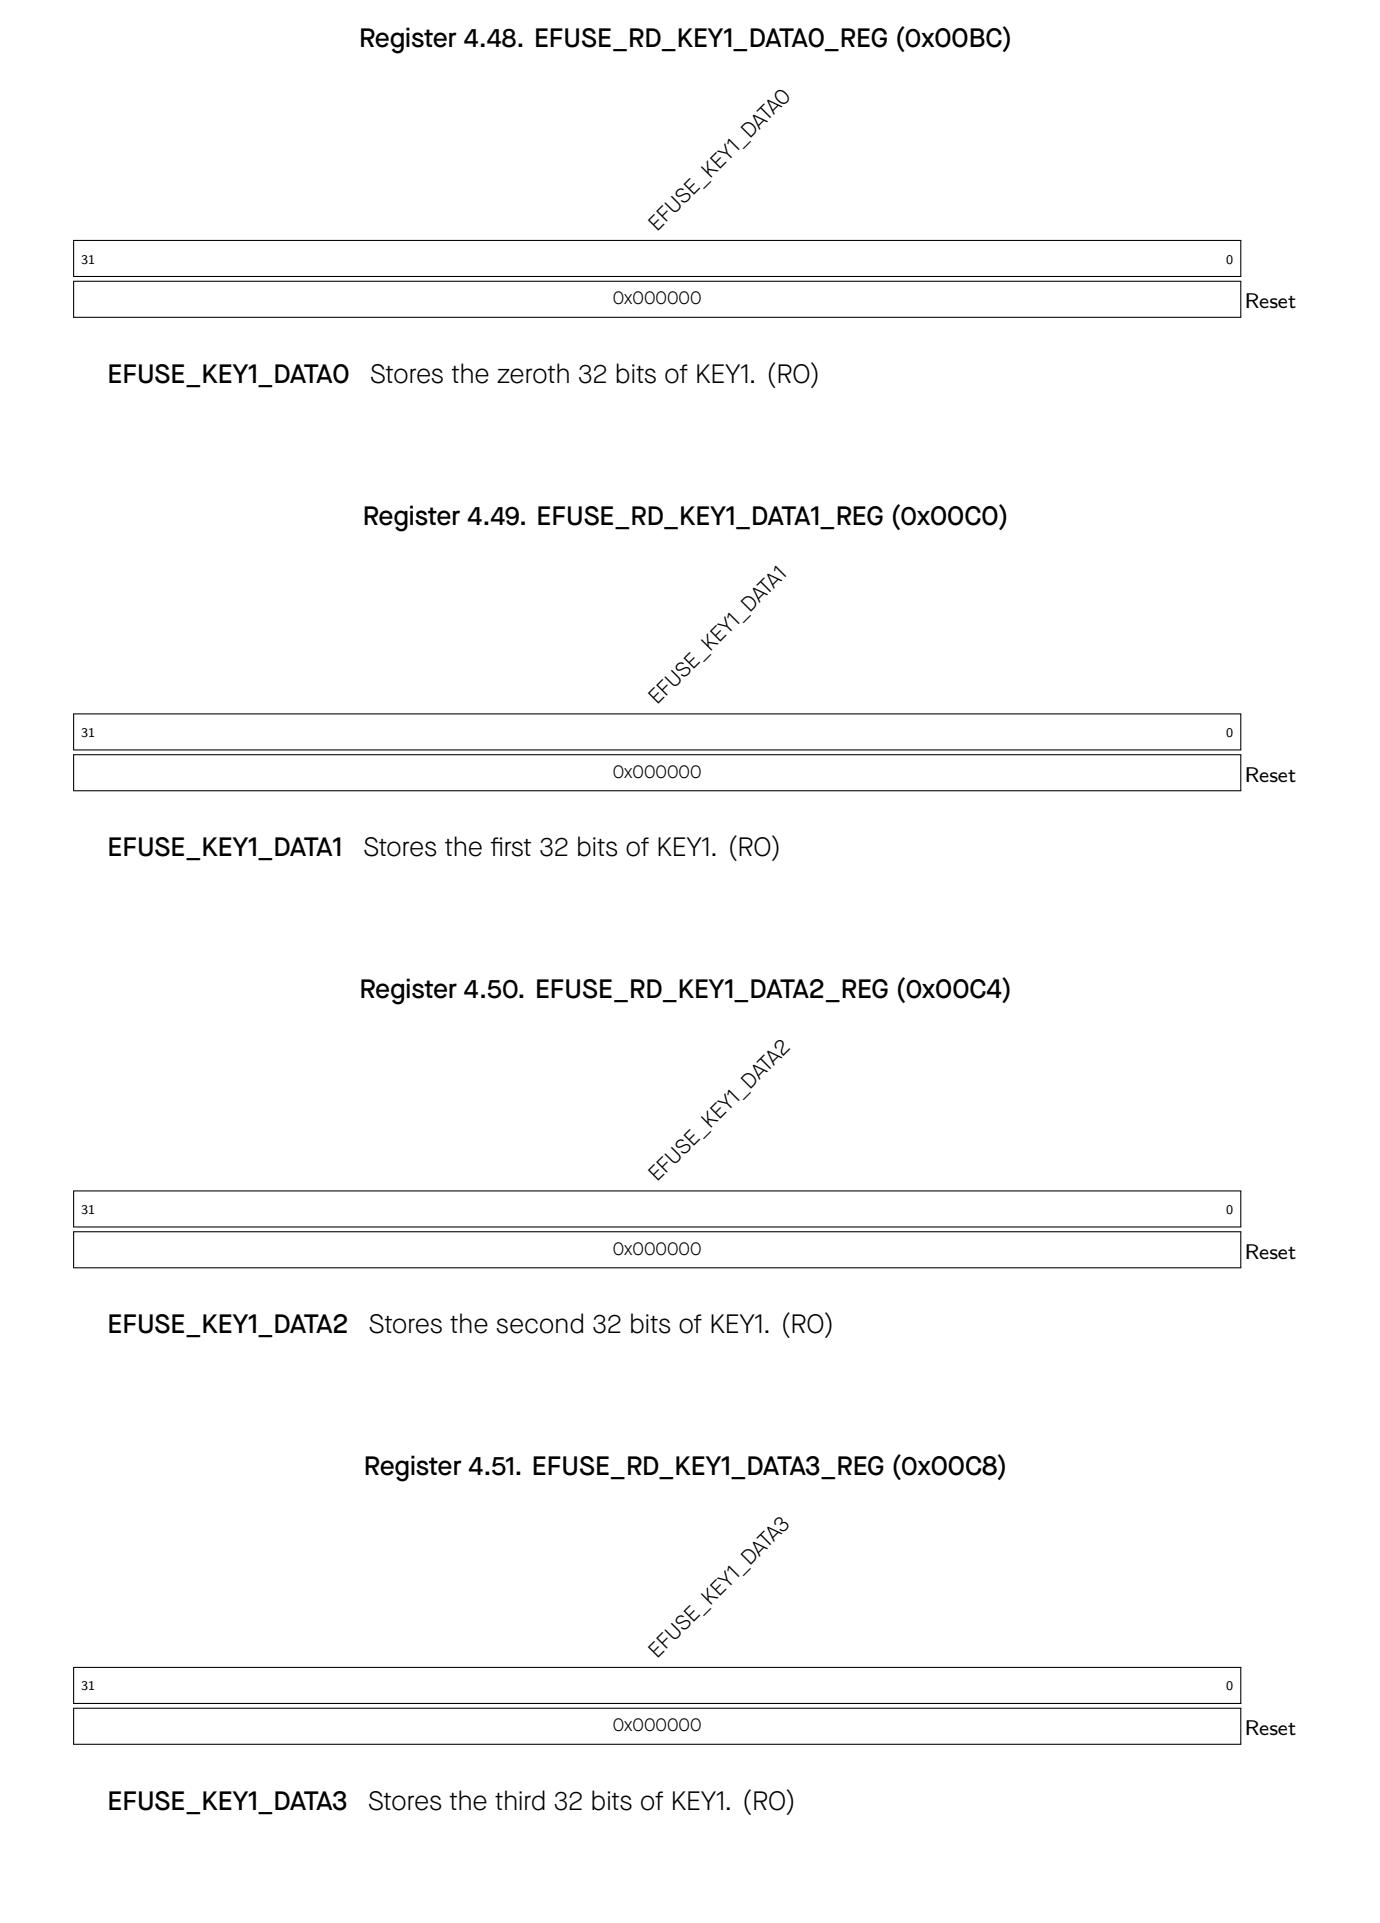 Register 4.48. EFUSE_RD_KEY1_DATA0_REG (0x00BC)
EFUSE_KEY1_DATA0
31 0
0x000000 Reset
EFUSE_KEY1_DATA0 Stores the zeroth 32 bits of KEY1. (RO)
Register 4.49. EFUSE_RD_KEY1_DATA1_REG (0x00C0)
EFUSE_KEY1_DATA1
31 0
0x000000 Reset
EFUSE_KEY1_DATA1 Stores the first 32 bits of KEY1. (RO)
Register 4.50. EFUSE_RD_KEY1_DATA2_REG (0x00C4)
EFUSE_KEY1_DATA2
31 0
0x000000 Reset
EFUSE_KEY1_DATA2 Stores the second 32 bits of KEY1. (RO)
Register 4.51. EFUSE_RD_KEY1_DATA3_REG (0x00C8)
EFUSE_KEY1_DATA3
31 0
0x000000 Reset
EFUSE_KEY1_DATA3 Stores the third 32 bits of KEY1. (RO)